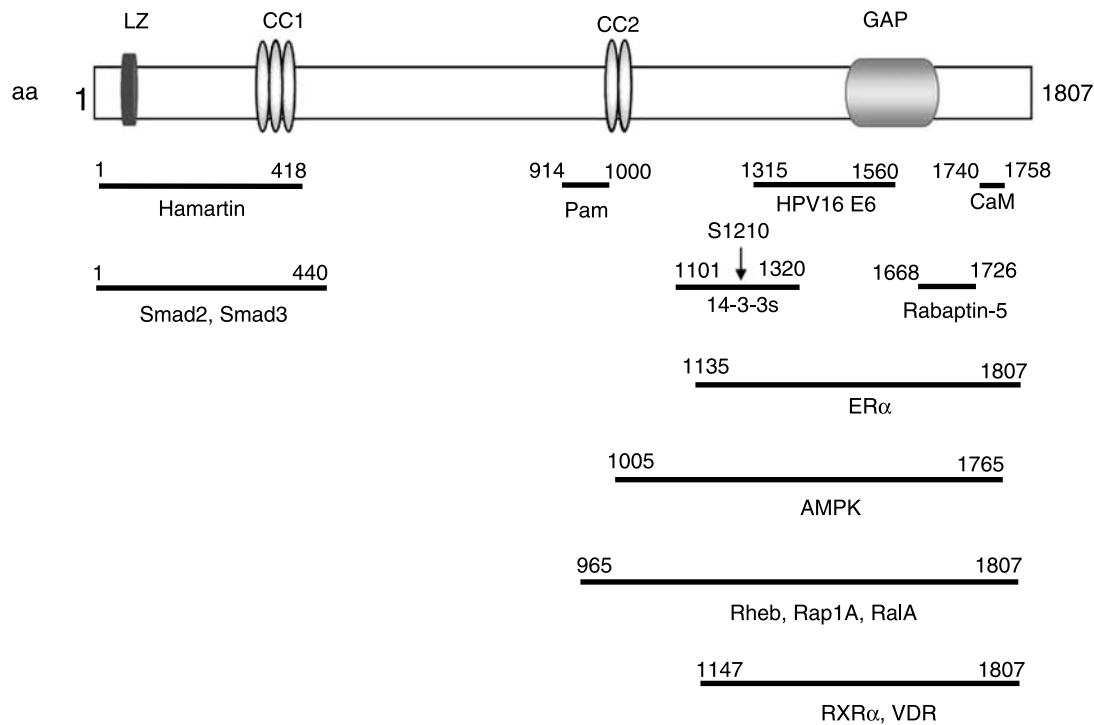 LZ CC1 CC2 GAP
aa 1 1807
1 418 914 1000 1315 1560 1740 1758
Hamartin Pam HPV16 E6 CaM
S1210
1 440 1101 1320 1668 1726
Smad2, Smad3 14-3-3s Rabaptin-5
1135 1807
ERα
1005 1765
AMPK
965 1807
Rheb, Rap1A, RalA
1147 1807
RXRα, VDR